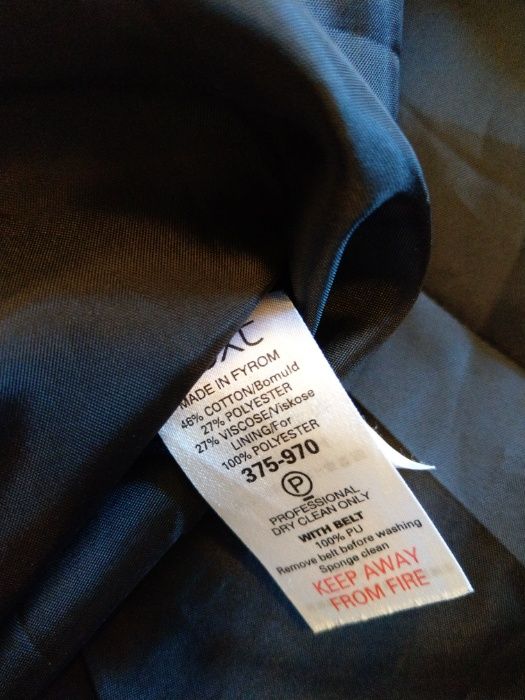 MADE IN FYROM
46% COTTON/Bomuld
27% POLYESTER
27% VISCOSE/Viskose
LINING/For
100% POLYESTER
375-970
P
PROFESSIONAL
DRY CLEAN ONLY
WITH BELT
100% PU
Remove belt before washing
Sponge clean
KEEP AWAY
FROM FIRE